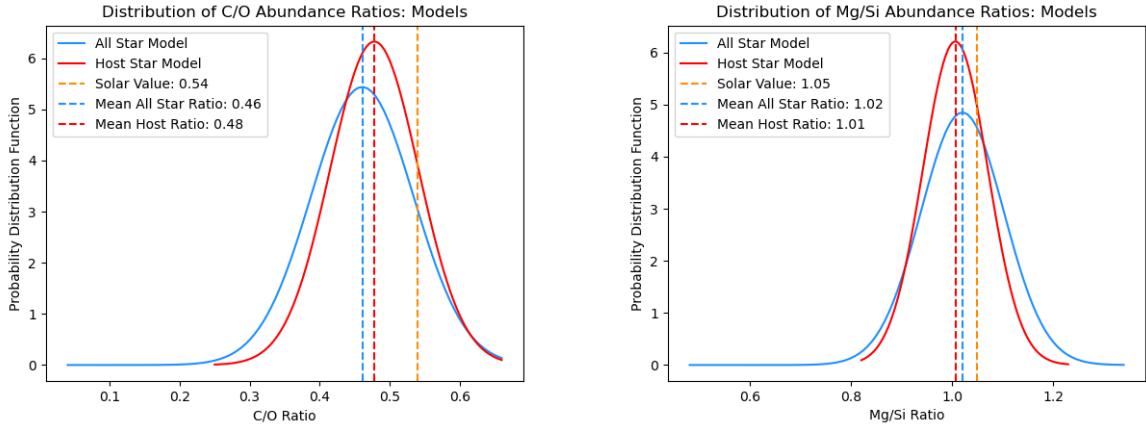 Distribution of C/O Abundance Ratios: Models
All Star Model
Host Star Model
Solar Value: 0.54
Mean All Star Ratio: 0.46
Mean Host Ratio: 0.48
Probability Distribution Function
6
5
4
3
2
1
0
0.1 0.2 0.3 0.4 0.5 0.6
C/O Ratio
Distribution of Mg/Si Abundance Ratios: Models
All Star Model
Host Star Model
Solar Value: 1.05
Mean All Star Ratio: 1.02
Mean Host Ratio: 1.01
Probability Distribution Function
6
5
4
3
2
1
0
0.6 0.8 1.0 1.2
Mg/Si Ratio